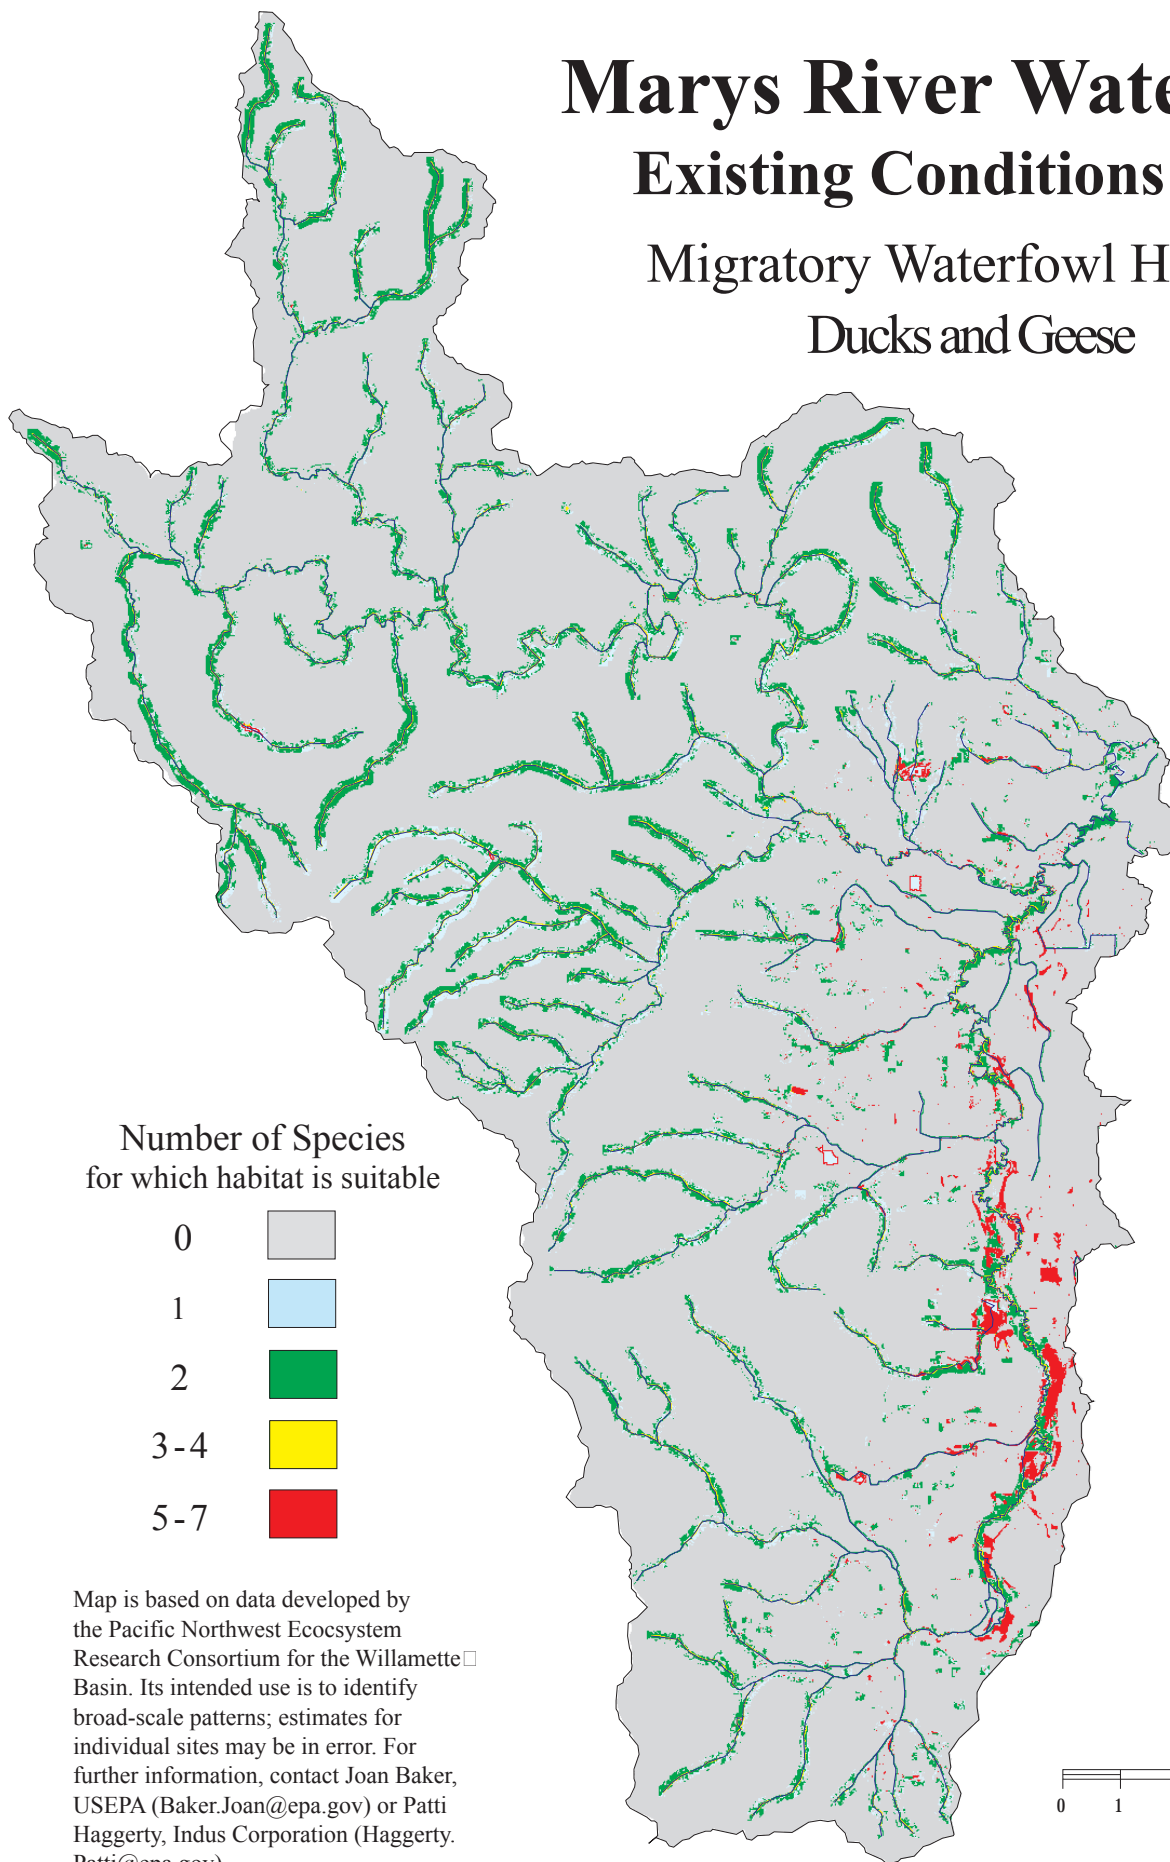 Marys River Wate
Existing Conditions
Migratory Waterfowl H
Ducks and Geese
Number of Species
for which habitat is suitable
0
1
2
3-4
5-7
Map is based on data developed by
the Pacific Northwest Ecocsystem
Research Consortium for the Willamette□
Basin. Its intended use is to identify
broad-scale patterns; estimates for
individual sites may be in error. For
further information, contact Joan Baker,
USEPA (Baker.Joan@epa.gov) or Patti
Haggerty, Indus Corporation (Haggerty.
Patti@epa.gov)
0 1